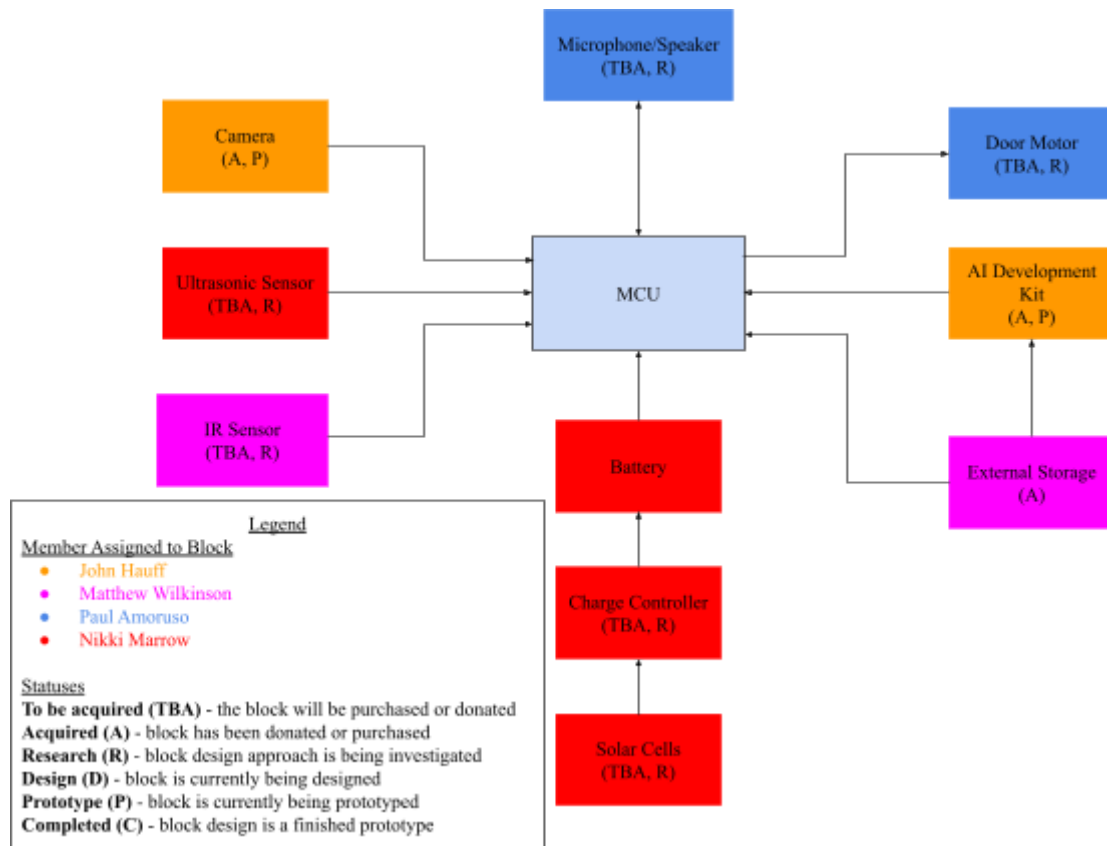 Microphone/Speaker
(TBA, R)
Camera
(A, P)
Door Motor
(TBA, R)
Ultrasonic Sensor
(TBA, R)
MCU
AI Development
Kit
(A, P)
IR Sensor
(TBA, R)
Battery
External Storage
(A)
Charge Controller
(TBA, R)
Solar Cells
(TBA, R)
Legend
Member Assigned to Block
● John Hauff
● Matthew Wilkinson
● Paul Amoruso
● Nikki Marrow
Statuses
To be acquired (TBA) - the block will be purchased or donated
Acquired (A) - block has been donated or purchased
Research (R) - block design approach is being investigated
Design (D) - block is currently being designed
Prototype (P) - block is currently being prototyped
Completed (C) - block design is a finished prototype